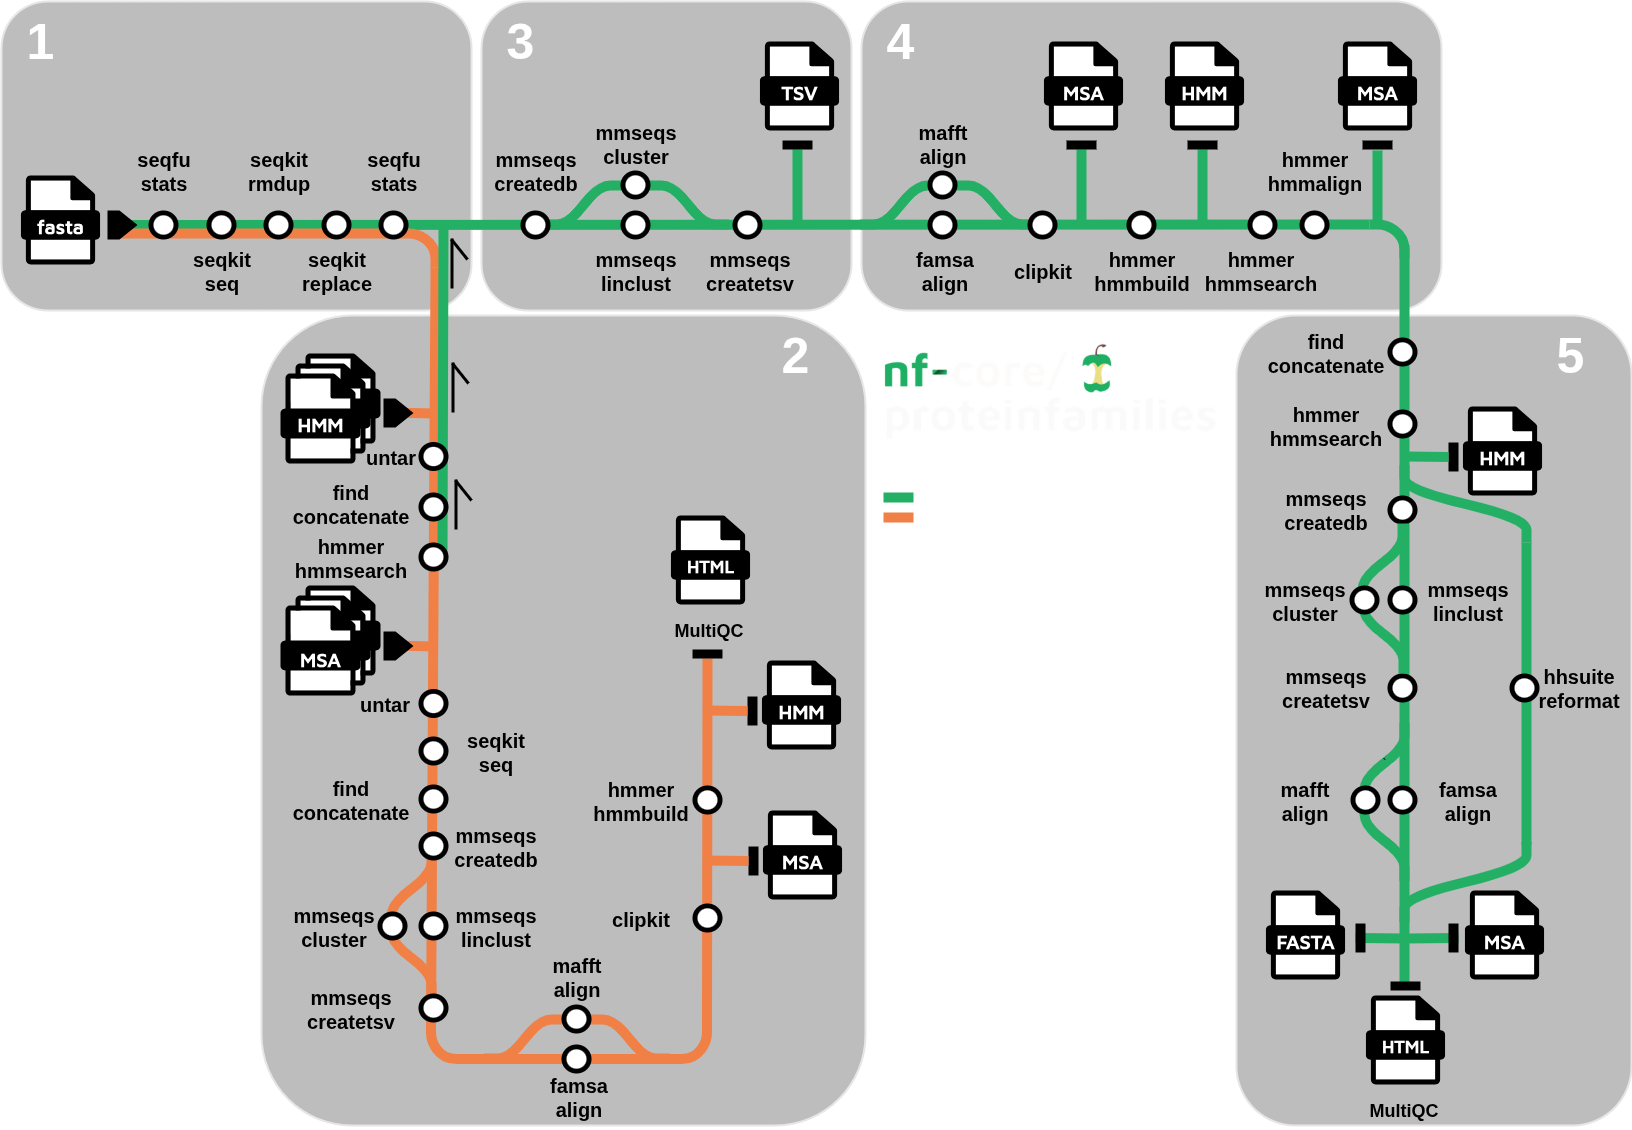 1
seqfu
stats
seqkit
rmdup
seqfu
stats
fasta
seqkit
seq
seqkit
replace
3
mmseqs
createdb
mmseqs
cluster
TSV
mmseqs
linclust
mmseqs
createtsv
4
mafft
align
MSA
HMM
MSA
hmmer
hmmalign
famsa
align
clipkit
hmmer
hmmbuild
hmmer
hmmsearch
2
HMM
untar
find
concatenate
hmmer
hmmsearch
MSA
untar
seqkit
seq
find
concatenate
mmseqs
createdb
mmseqs
cluster
mmseqs
linclust
mmseqs
createtsv
mafft
align
famsa
align
clipkit
MSA
hmmer
hmmbuild
HMM
MultiQC
HTML
nf-core/
proteinfamilies
5
find
concatenate
hmmer
hmmsearch
HMM
mmseqs
createdb
mmseqs
cluster
mmseqs
linclust
mmseqs
createtsv
hhsuite
reformat
mafft
align
famsa
align
FASTA
MSA
HTML
MultiQC